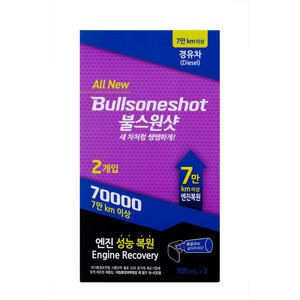 7만 km 이상
경유차
(Diesel)
All New
Bullsoneshot
불스원샷
새 차처럼 쌩쌩하게!
2개입
70000
7만 km 이상
7만
km 이상
엔진복원
엔진 성능 복원
Engine Recovery
500 mL x 2